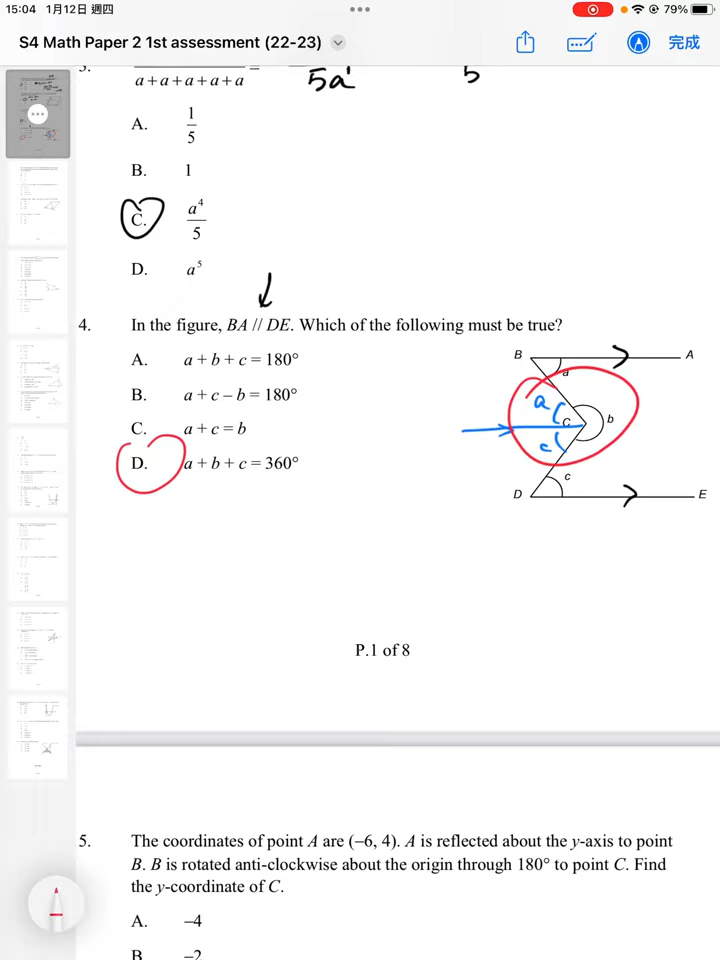 15:04 1月12日 週四
79%
S4 Math Paper 2 1st assessment (22-23)
完成
a + a + a + a + a = 5a¹ 5
A. 1/5
B. 1
C. a⁴/5
D. a⁵
4. In the figure, BA // DE. Which of the following must be true?
A. a + b + c = 180°
B. a + c – b = 180°
C. a + c = b
D. a + b + c = 360°
B A
a
a C b
c
c
D E
P.1 of 8
5. The coordinates of point A are (–6, 4). A is reflected about the y-axis to point
B. B is rotated anti-clockwise about the origin through 180° to point C. Find
the y-coordinate of C.
A. –4
B. –2